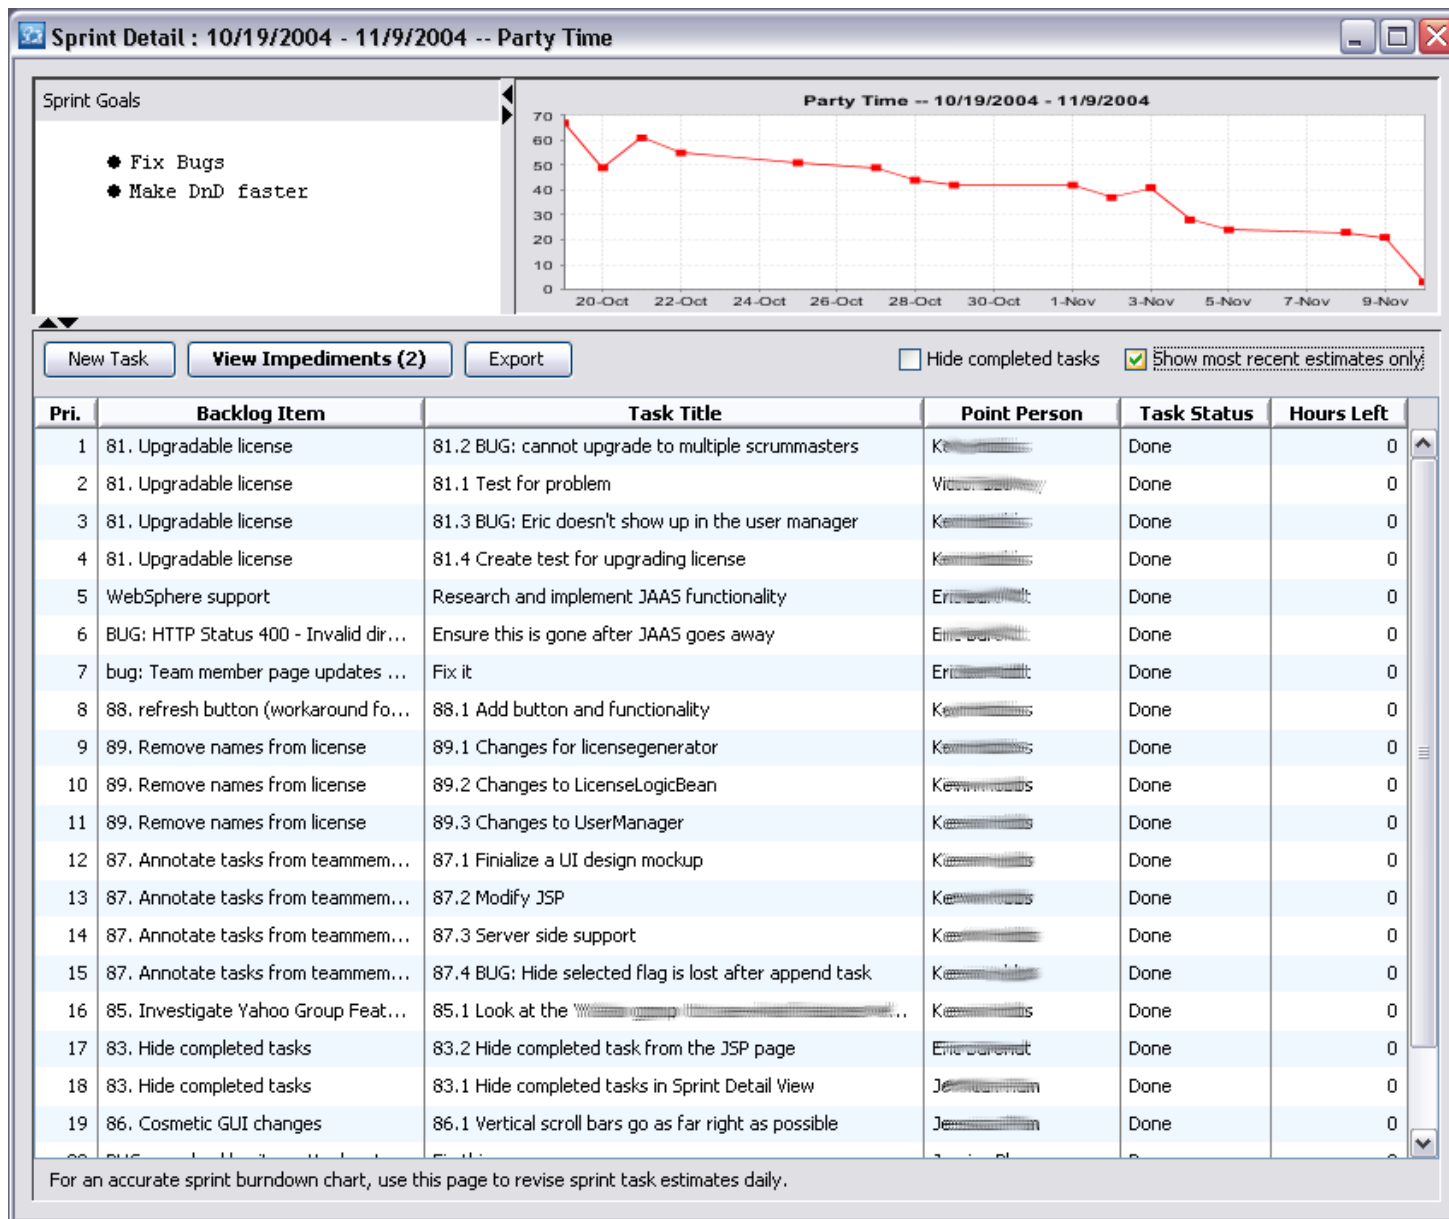 Sprint Detail : 10/19/2004 - 11/9/2004 -- Party Time
Sprint Goals
Fix Bugs
Make DnD faster
Party Time -- 10/19/2004 - 11/9/2004
70
60
50
40
30
20
10
0
20-Oct 22-Oct 24-Oct 26-Oct 28-Oct 30-Oct 1-Nov 3-Nov 5-Nov 7-Nov 9-Nov
New Task View Impediments (2) Export Hide completed tasks Show most recent estimates only
Pri. Backlog Item Task Title Point Person Task Status Hours Left
1 81. Upgradable license 81.2 BUG: cannot upgrade to multiple scrummasters Done 0
2 81. Upgradable license 81.1 Test for problem Done 0
3 81. Upgradable license 81.3 BUG: Eric doesn't show up in the user manager Done 0
4 81. Upgradable license 81.4 Create test for upgrading license Done 0
5 WebSphere support Research and implement JAAS functionality Done 0
6 BUG: HTTP Status 400 - Invalid dir... Ensure this is gone after JAAS goes away Done 0
7 bug: Team member page updates ... Fix it Done 0
8 88. refresh button (workaround fo... 88.1 Add button and functionality Done 0
9 89. Remove names from license 89.1 Changes for licensegenerator Done 0
10 89. Remove names from license 89.2 Changes to LicenseLogicBean Done 0
11 89. Remove names from license 89.3 Changes to UserManager Done 0
12 87. Annotate tasks from teammem... 87.1 Finialize a UI design mockup Done 0
13 87. Annotate tasks from teammem... 87.2 Modify JSP Done 0
14 87. Annotate tasks from teammem... 87.3 Server side support Done 0
15 87. Annotate tasks from teammem... 87.4 BUG: Hide selected flag is lost after append task Done 0
16 85. Investigate Yahoo Group Feat... 85.1 Look at the Done 0
17 83. Hide completed tasks 83.2 Hide completed task from the JSP page Done 0
18 83. Hide completed tasks 83.1 Hide completed tasks in Sprint Detail View Done 0
19 86. Cosmetic GUI changes 86.1 Vertical scroll bars go as far right as possible Done 0
For an accurate sprint burndown chart, use this page to revise sprint task estimates daily.